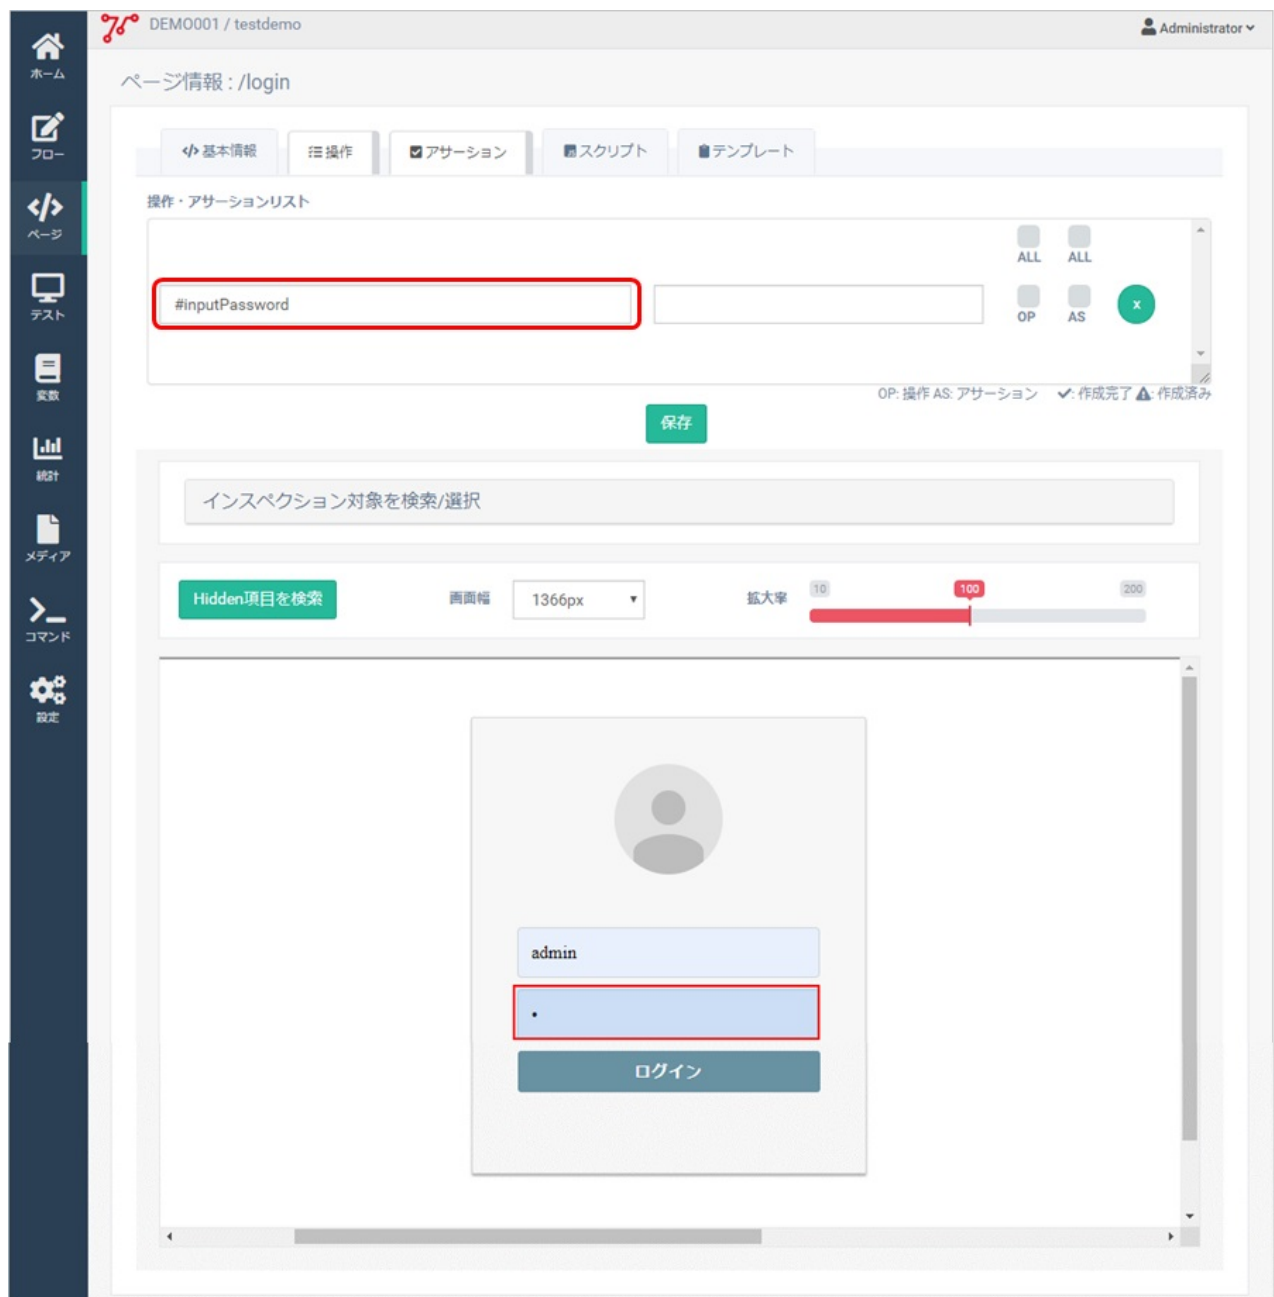 DEMO001 / testdemo
Administrator
ホーム
フロー
ページ
テスト
変数
統計
メディア
コマンド
設定
ページ情報 : /login
基本情報
操作
アサーション
スクリプト
テンプレート
操作・アサーションリスト
ALL ALL
#inputPassword
OP AS x
OP: 操作 AS: アサーション ✔: 作成完了 ▲: 作成済み
保存
インスペクション対象を検索/選択
Hidden項目を検索 画面幅 1366px 拡大率 10 100 200
admin
•
ログイン